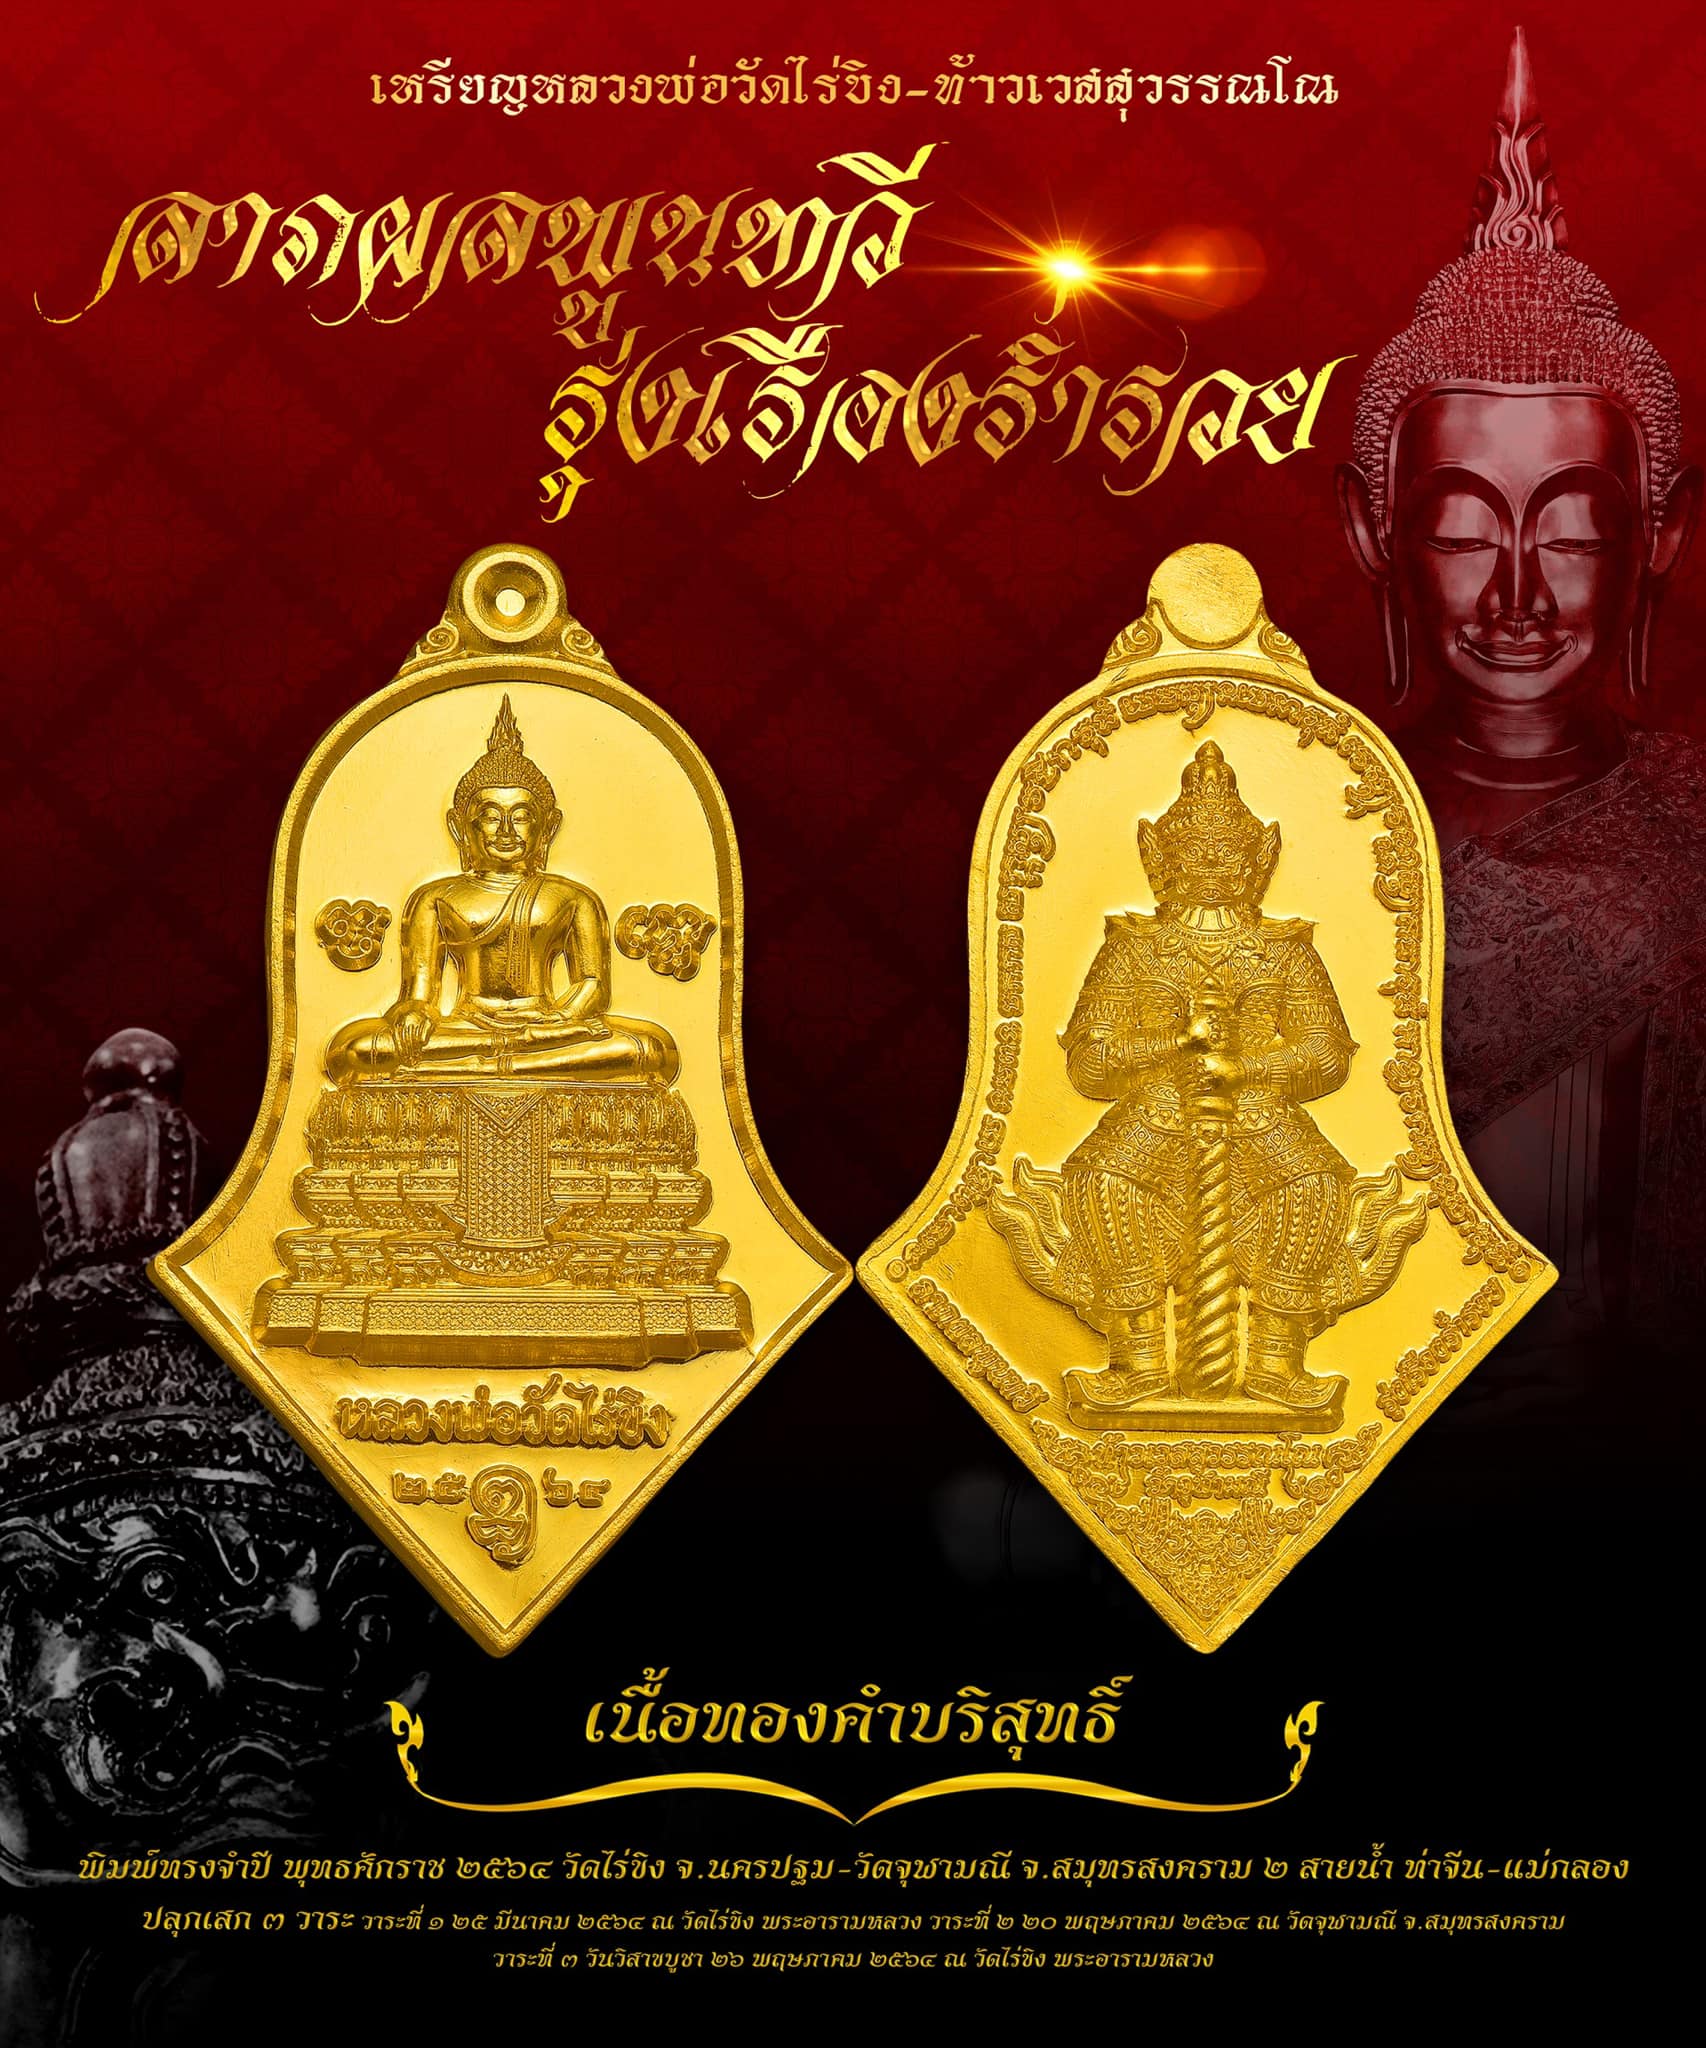 เหรียญหลวงพ่อวัดไร่ขิง-ท้าวเวสสุวรรณโณ
ลาภผลพูนทวี
รุ่งเรืองร่ำรวย
หลวงพ่อวัดไร่ขิง
๒๕ ๖๔
เนื้อทองคำบริสุทธิ์
พิมพ์ทรงจำปี พุทธศักราช ๒๕๖๔ วัดไร่ขิง จ.นครปฐม-วัดจุฬามณี จ.สมุทรสงคราม ๒ สายน้ำ ท่าจีน-แม่กลอง
ปลุกเสก ๓ วาระ วาระที่ ๑ ๒๕ มีนาคม ๒๕๖๔ ณ วัดไร่ขิง พระอารามหลวง วาระที่ ๒ ๒๐ พฤษภาคม ๒๕๖๔ ณ วัดจุฬามณี จ.สมุทรสงคราม
วาระที่ ๓ วันวิสาขบูชา ๒๖ พฤษภาคม ๒๕๖๔ ณ วัดไร่ขิง พระอารามหลวง